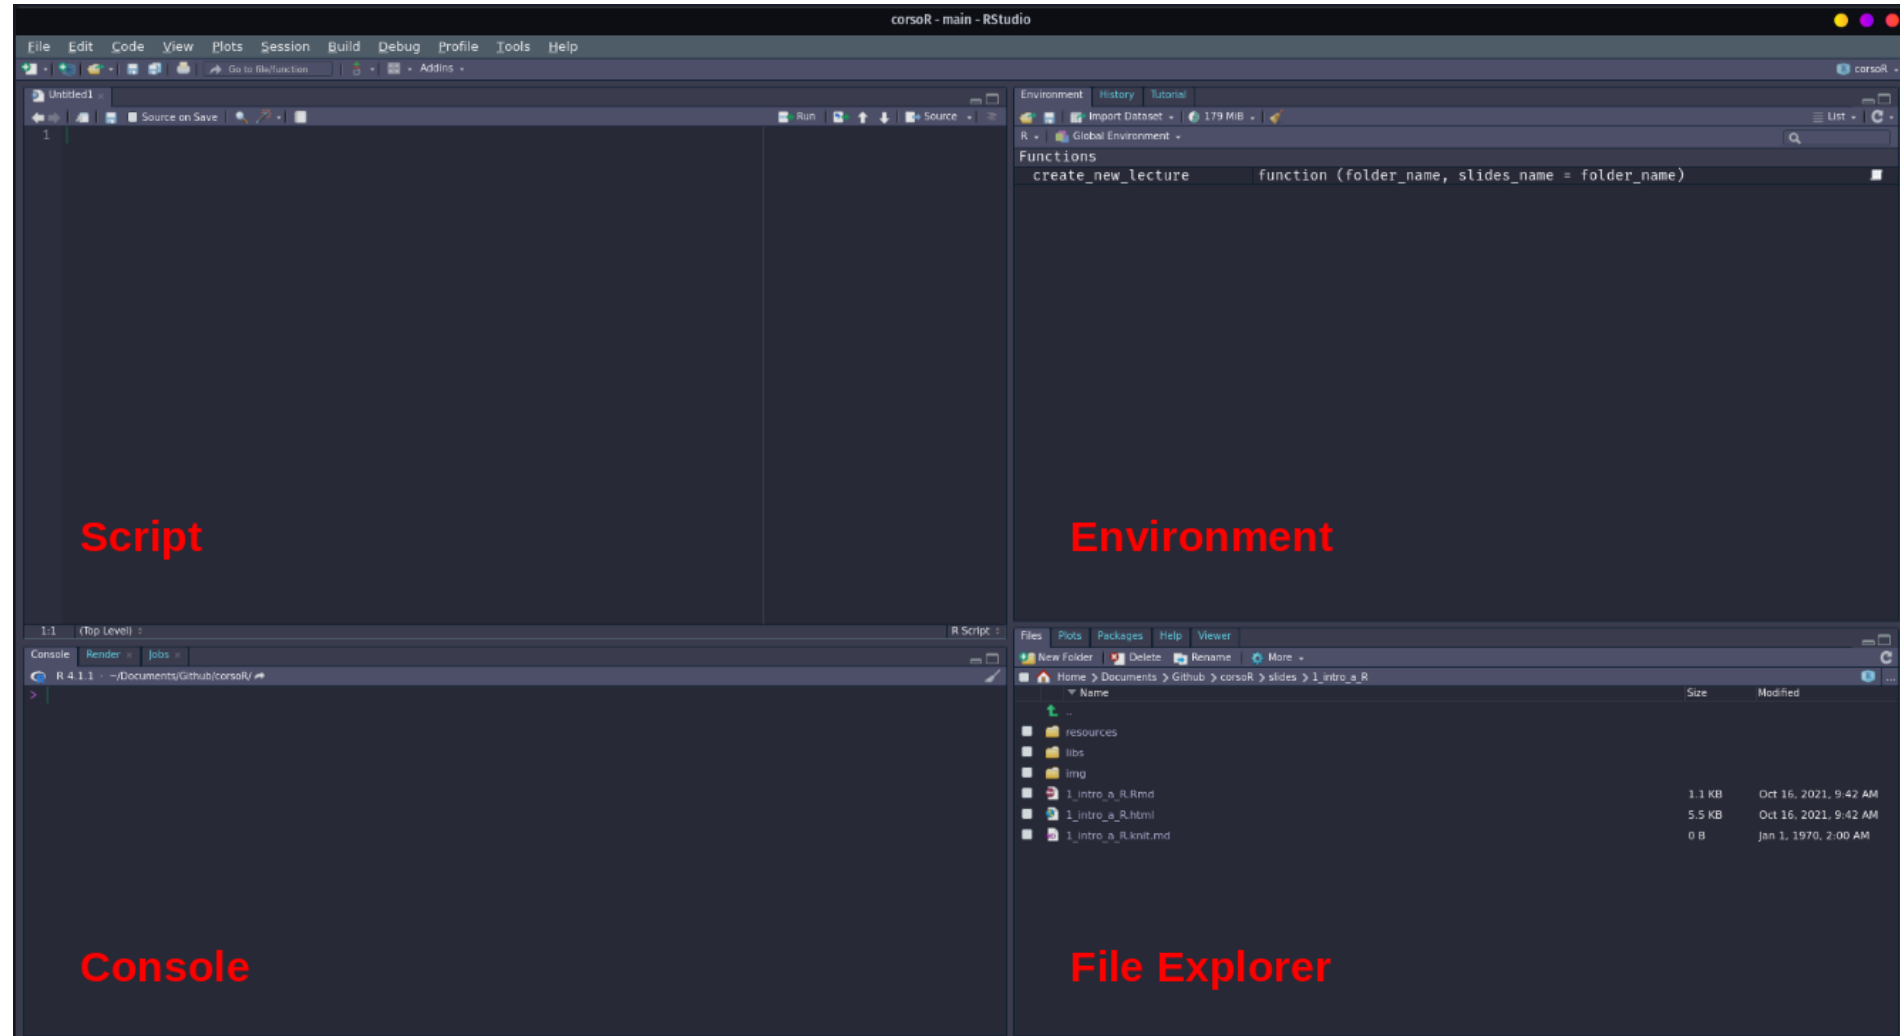 corsoR - main - RStudio
File Edit Code View Plots Session Build Debug Profile Tools Help
Go to file/function Addins corsoR
Untitled1
Source on Save Run Source
1
Script
1:1 (Top Level) R Script
Console Render Jobs
R 4.1.1 · ~/Documents/Github/corsoR/
>
Console
Environment History Tutorial
Import Dataset 179 MiB List
R Global Environment
Functions
create_new_lecture function (folder_name, slides_name = folder_name)
Environment
Files Plots Packages Help Viewer
New Folder Delete Rename More
Home > Documents > Github > corsoR > slides > 1_intro_a_R
Name Size Modified
..
resources
libs
img
1_intro_a_R.Rmd 1.1 KB Oct 16, 2021, 9:42 AM
1_intro_a_R.html 5.5 KB Oct 16, 2021, 9:42 AM
1_intro_a_R.knit.md 0 B Jan 1, 1970, 2:00 AM
File Explorer